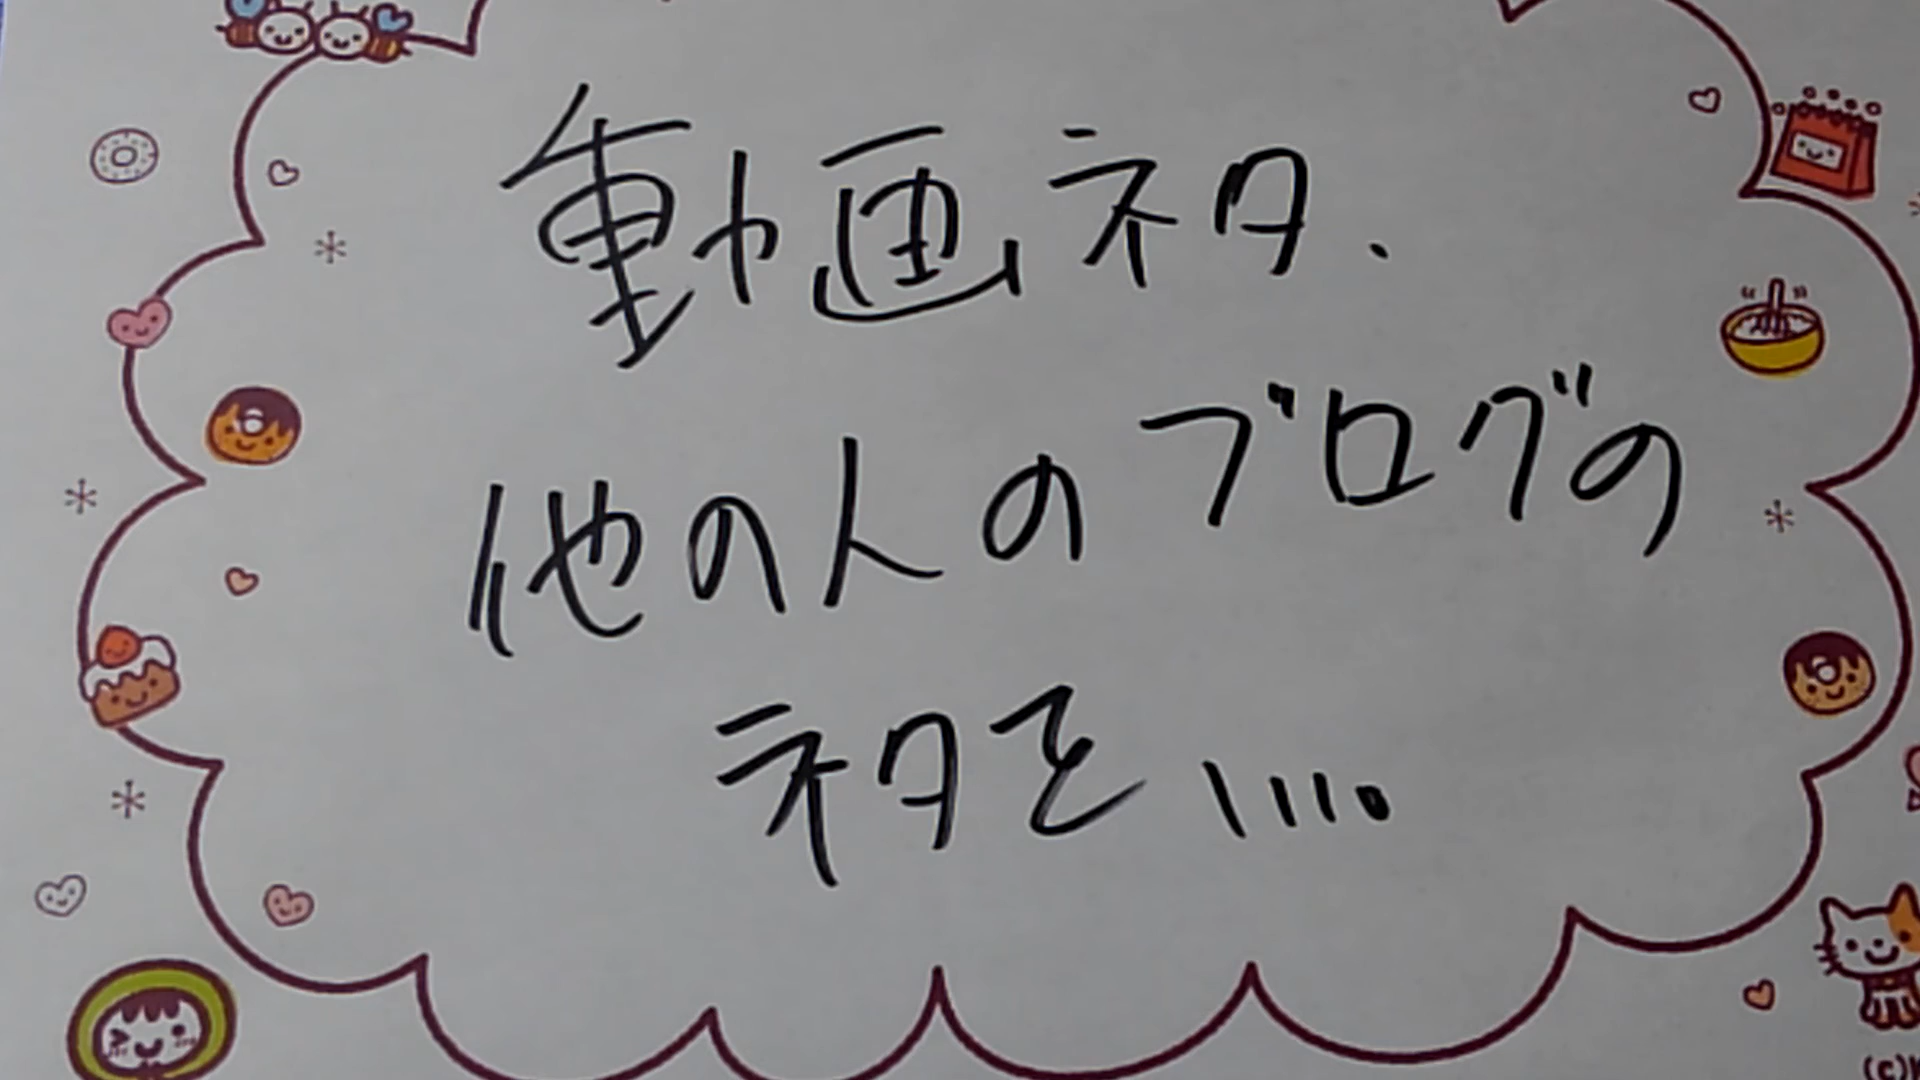 動画ネタ.
他の人のブログの
ネタを....
(c)